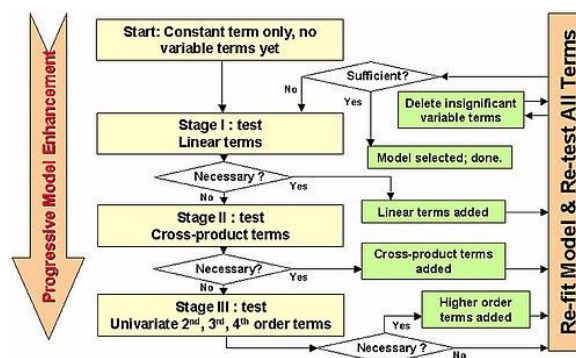 Start: Constant term only, no
variable terms yet
Sufficient?
No
Yes
Delete insignificant
variable terms
Stage I : test
Linear terms
Model selected; done.
Necessary ?
Yes
No
Linear terms added
Stage II : test
Cross-product terms
Necessary?
Yes
No
Cross-product terms
added
Stage III : test
Univariate 2nd, 3rd, 4th order terms
Higher order
terms added
Yes
Necessary ?
No
Progressive Model Enhancement
Re-fit Model & Re-test All Terms